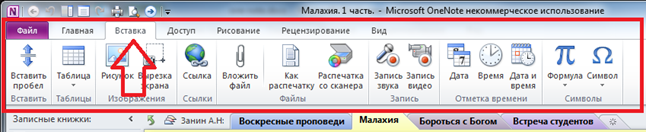 Малахия. 1 часть. - Microsoft OneNote некоммерческое использование
Файл Главная Вставка Доступ Рисование Рецензирование Вид
Вставить пробел
Таблица
Рисунок
Вырезка экрана
Ссылка
Вложить файл
Как распечатку
Распечатка со сканера
Запись звука
Запись видео
Дата
Время
Дата и время
π
Формула
Ω
Символ
Вставить Таблицы Изображения Ссылки Файлы Запись Отметка времени Символы
Записные книжки: Занин А.Н: Воскресные проповеди Малахия Бороться с Богом Встреча студентов